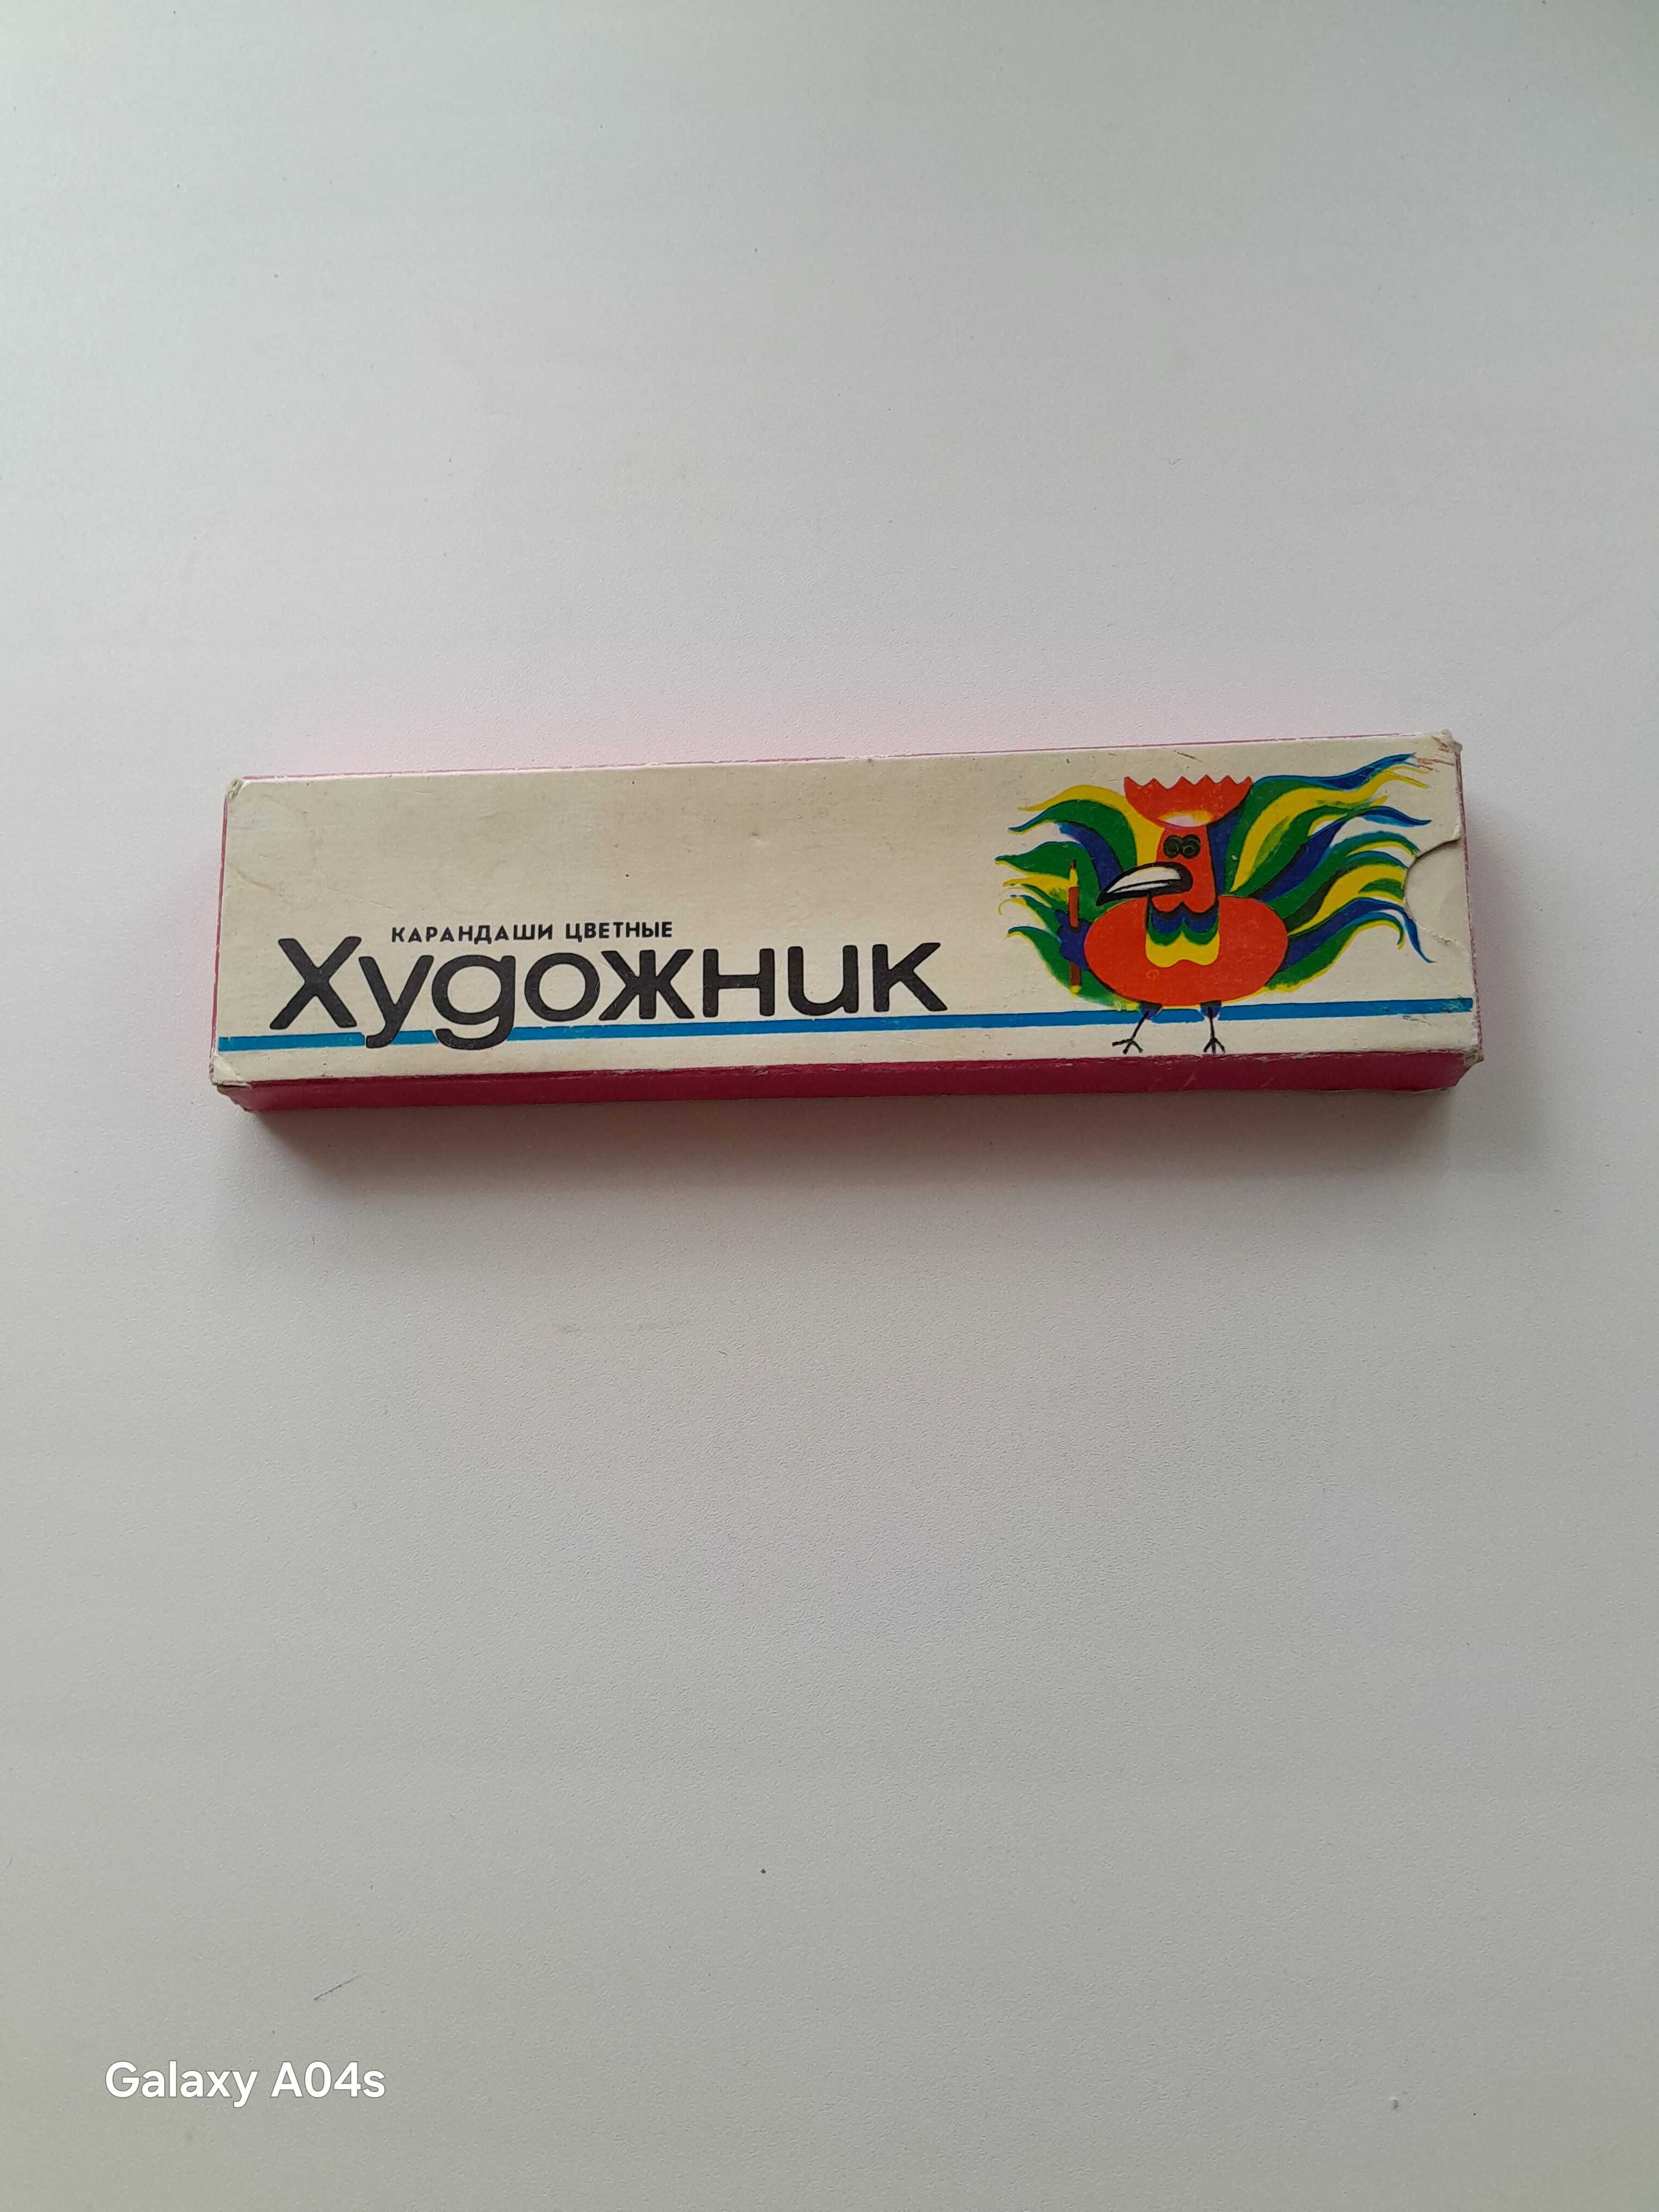 КАРАНДАШИ ЦВЕТНЫЕ
Художник
Galaxy A04s